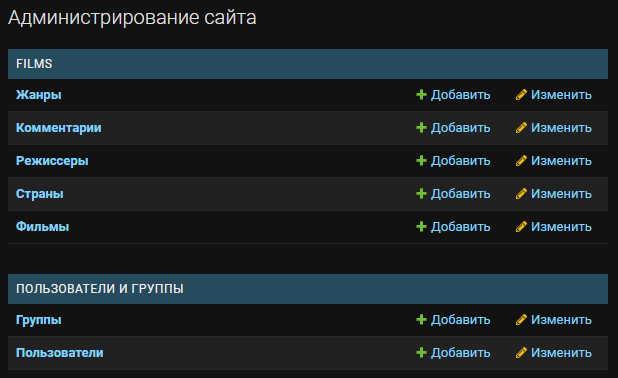 Администрирование сайта
FILMS
Жанры Добавить Изменить
Комментарии Добавить Изменить
Режиссеры Добавить Изменить
Страны Добавить Изменить
Фильмы Добавить Изменить
ПОЛЬЗОВАТЕЛИ И ГРУППЫ
Группы Добавить Изменить
Пользователи Добавить Изменить